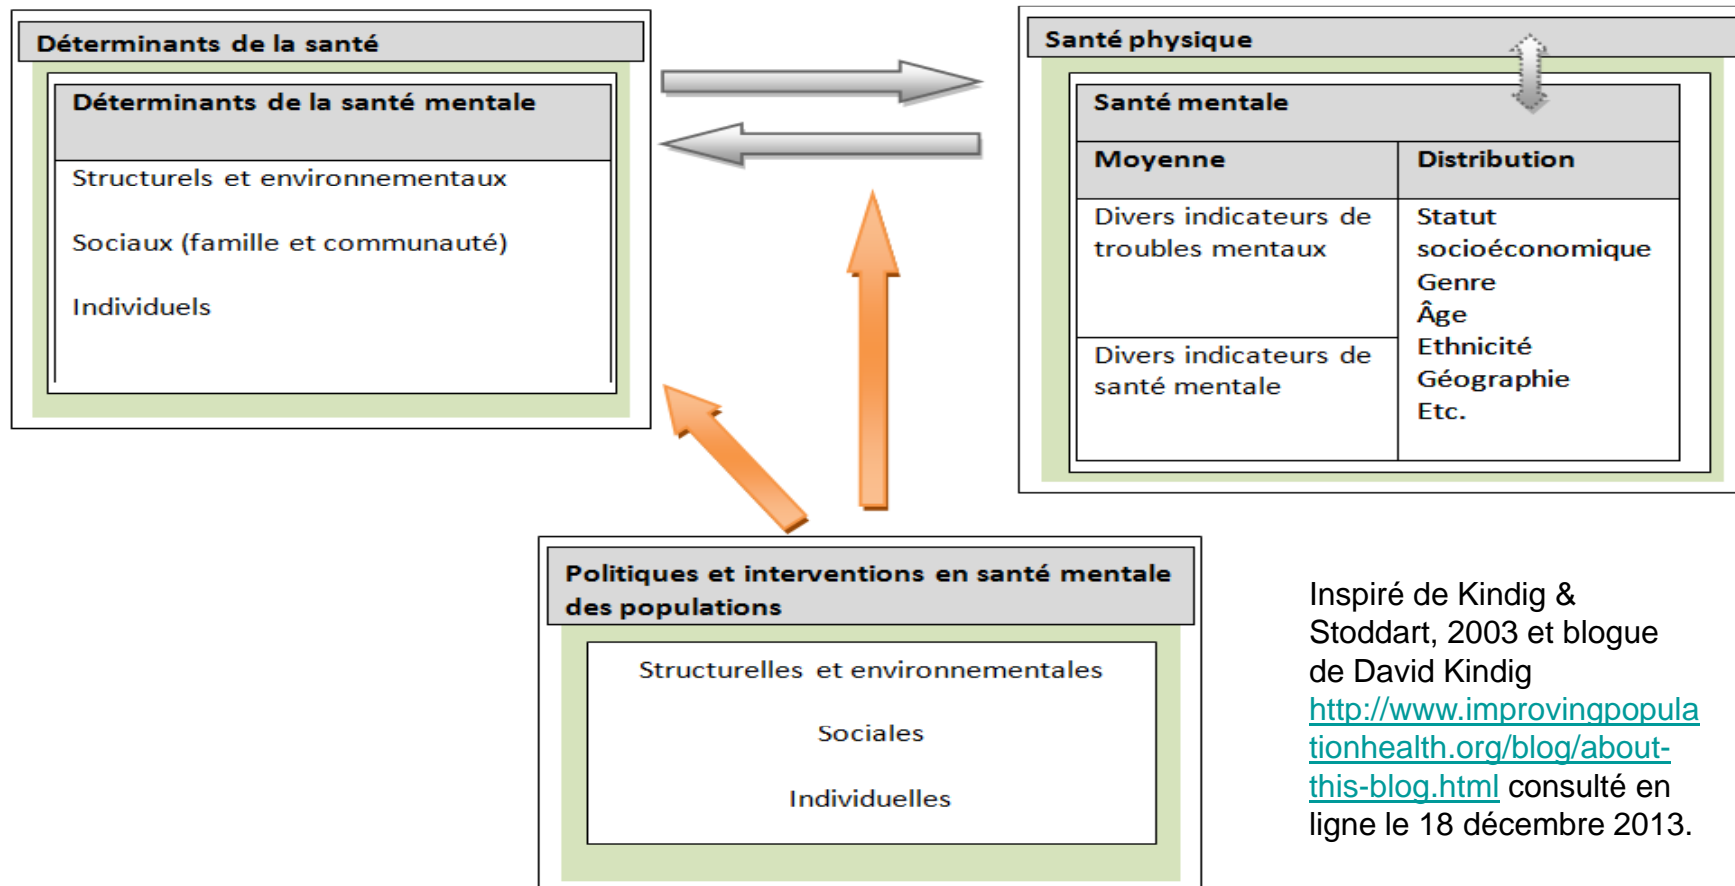 Déterminants de la santé
Déterminants de la santé mentale
Structurels et environnementaux
Sociaux (famille et communauté)
Individuels
Santé physique
Santé mentale
Moyenne
Distribution
Divers indicateurs de
troubles mentaux
Divers indicateurs de
santé mentale
Statut
socioéconomique
Genre
Âge
Ethnicité
Géographie
Etc.
Politiques et interventions en santé mentale
des populations
Structurelles et environnementales
Sociales
Individuelles
Inspiré de Kindig &
Stoddart, 2003 et blogue
de David Kindig
http://www.improvingpopula
tionhealth.org/blog/about-
this-blog.html consulté en
ligne le 18 décembre 2013.